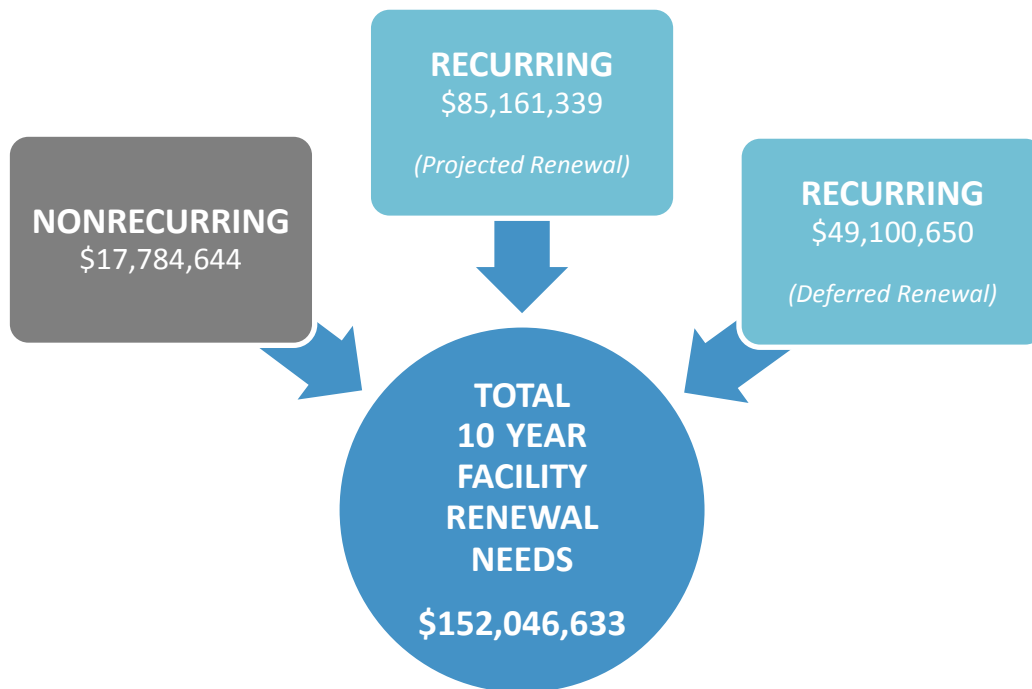 RECURRING
$85,161,339
(Projected Renewal)
NONRECURRING
$17,784,644
RECURRING
$49,100,650
(Deferred Renewal)
TOTAL
10 YEAR
FACILITY
RENEWAL
NEEDS
$152,046,633